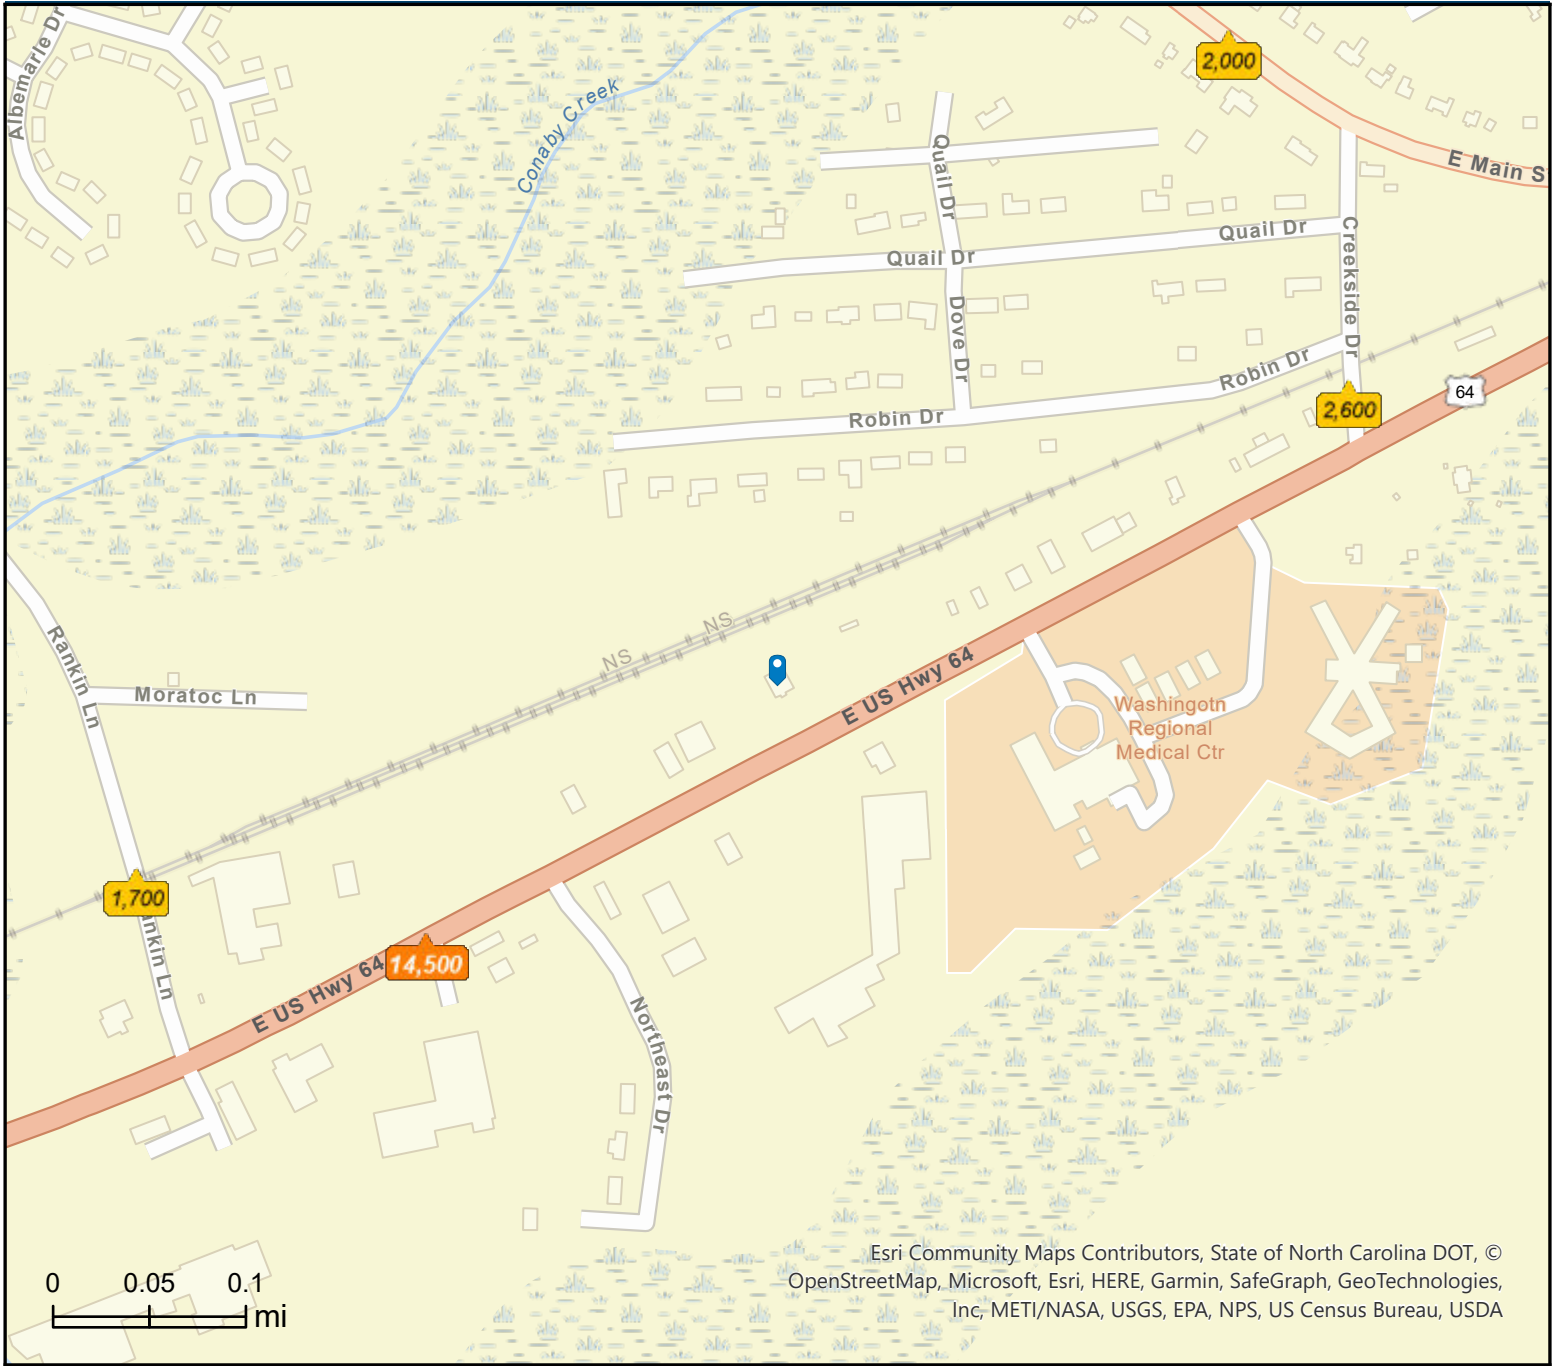 Albemarle Dr
Conaby Creek
2,000
E Main S
Quail Dr
Quail Dr
Quail Dr
Creekside Dr
Dove Dr
Robin Dr
Robin Dr
2,600
64
NS
NS
Rankin Ln
Moratoc Ln
E US Hwy 64
Washingotn
Regional
Medical Ctr
1,700
ankin Ln
14,500
E US Hwy 64
Northeast Dr
0 0.05 0.1
mi
Esri Community Maps Contributors, State of North Carolina DOT, ©
OpenStreetMap, Microsoft, Esri, HERE, Garmin, SafeGraph, GeoTechnologies,
Inc, METI/NASA, USGS, EPA, NPS, US Census Bureau, USDA